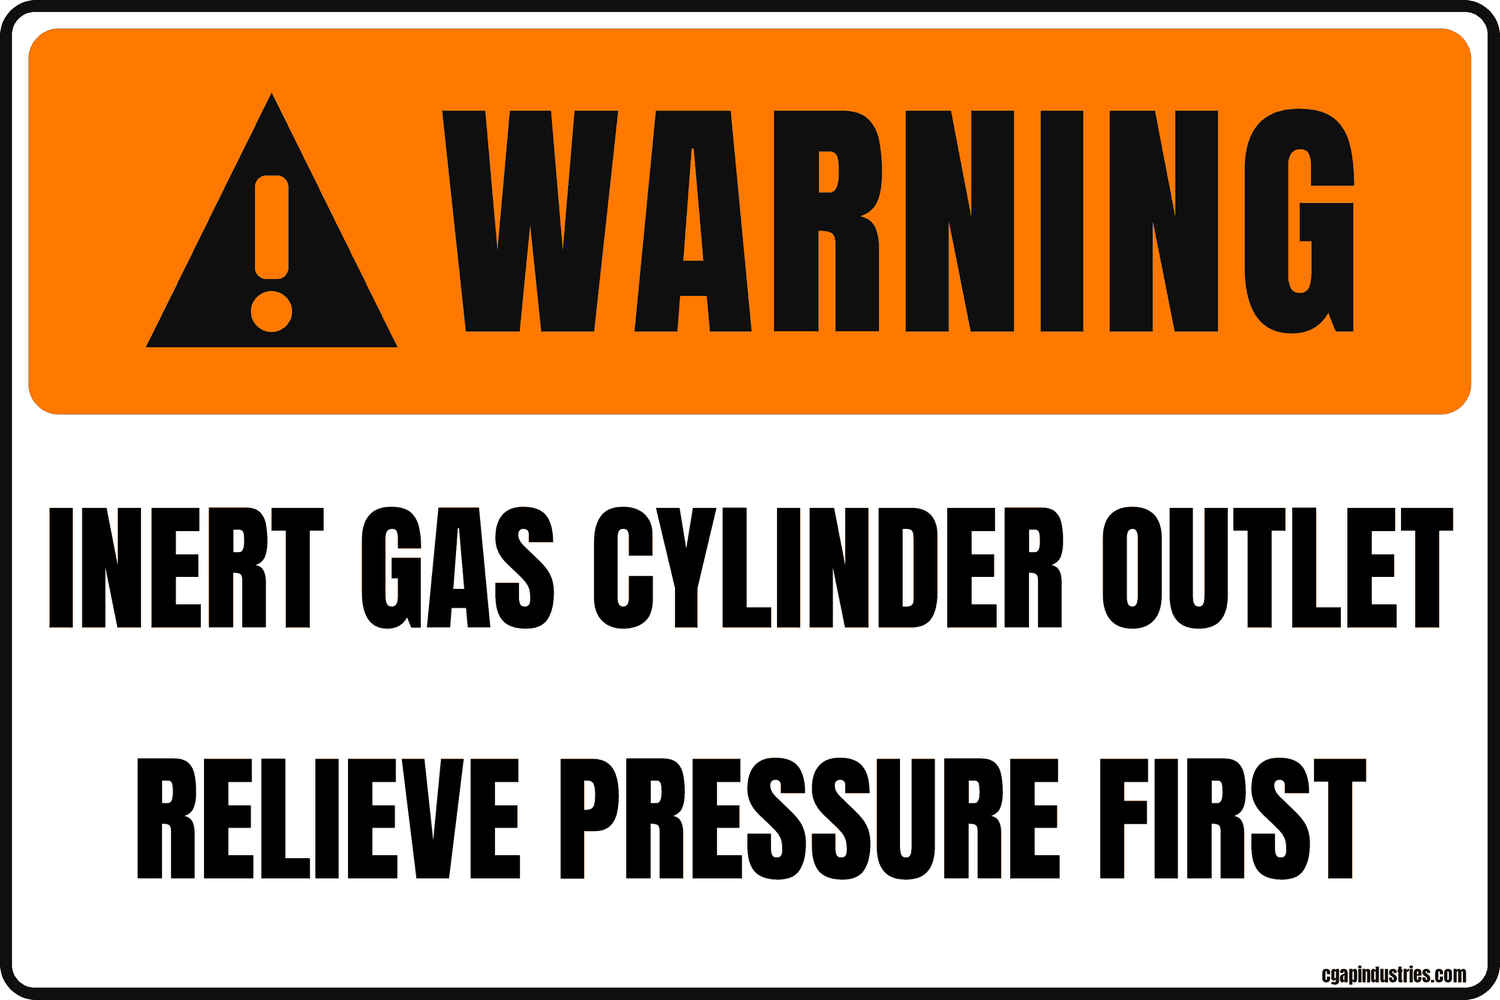 WARNING
INERT GAS CYLINDER OUTLET
RELIEVE PRESSURE FIRST
cgapindustries.com